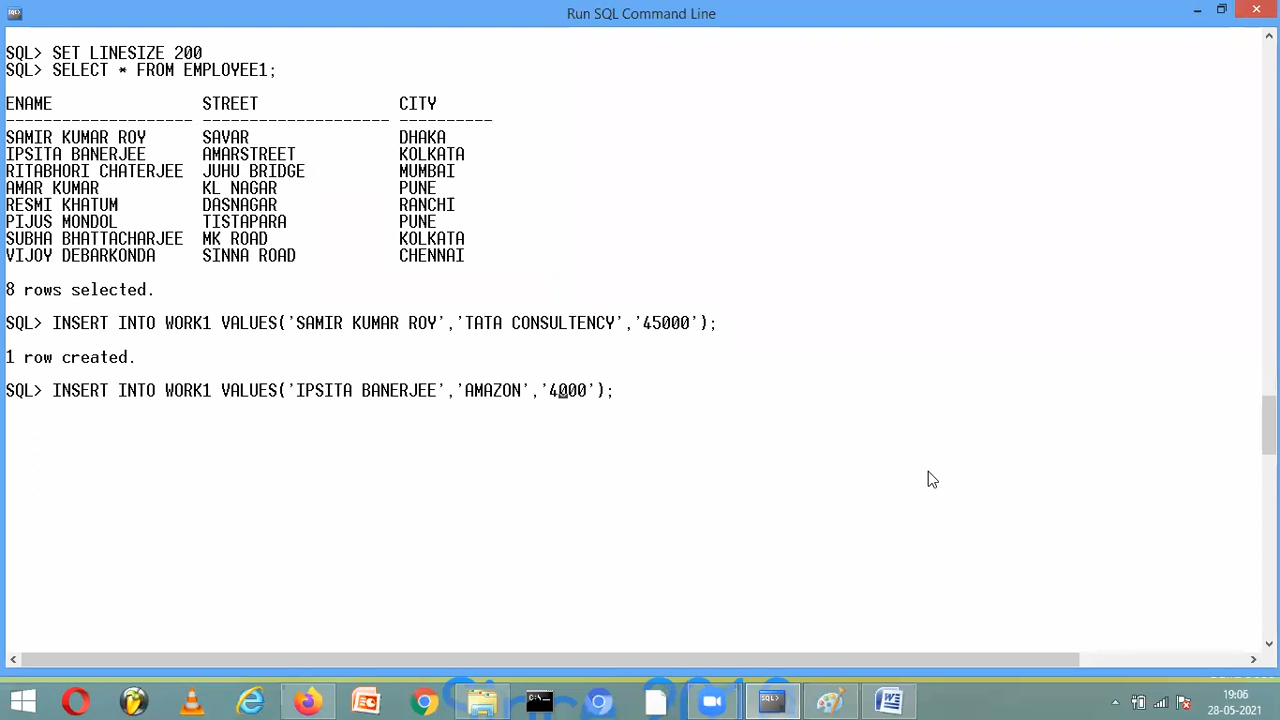 Run SQL Command Line
SQL> SET LINESIZE 200
SQL> SELECT * FROM EMPLOYEE1;
ENAME STREET CITY
-------------------- -------------------- ----------
SAMIR KUMAR ROY SAVAR DHAKA
IPSITA BANERJEE AMARSTREET KOLKATA
RITABHORI CHATERJEE JUHU BRIDGE MUMBAI
AMAR KUMAR KL NAGAR PUNE
RESMI KHATUM DASNAGAR RANCHI
PIJUS MONDOL TISTAPARA PUNE
SUBHA BHATTACHARJEE MK ROAD KOLKATA
VIJOY DEBARKONDA SINNA ROAD CHENNAI
8 rows selected.
SQL> INSERT INTO WORK1 VALUES('SAMIR KUMAR ROY','TATA CONSULTENCY','45000');
1 row created.
SQL> INSERT INTO WORK1 VALUES('IPSITA BANERJEE','AMAZON','4000');
19:06
28-05-2021